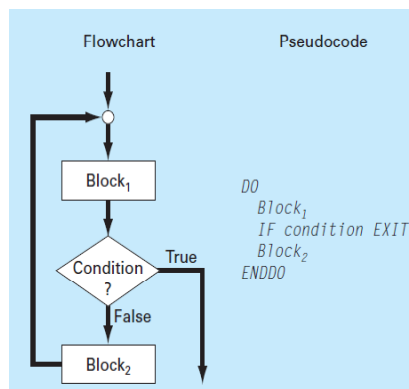 Flowchart
Pseudocode
Block₁
Condition
?
True
False
Block₂
DO
Block₁
IF condition EXIT
Block₂
ENDDO